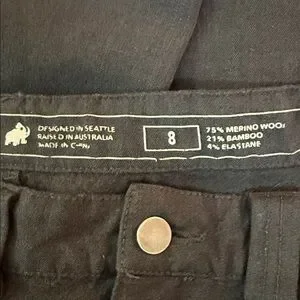 DESIGNED IN SEATTLE
RAISED IN AUSTRALIA
MADE IN
8
75% MERINO WOOL
21% BAMBOO
4% ELASTANE